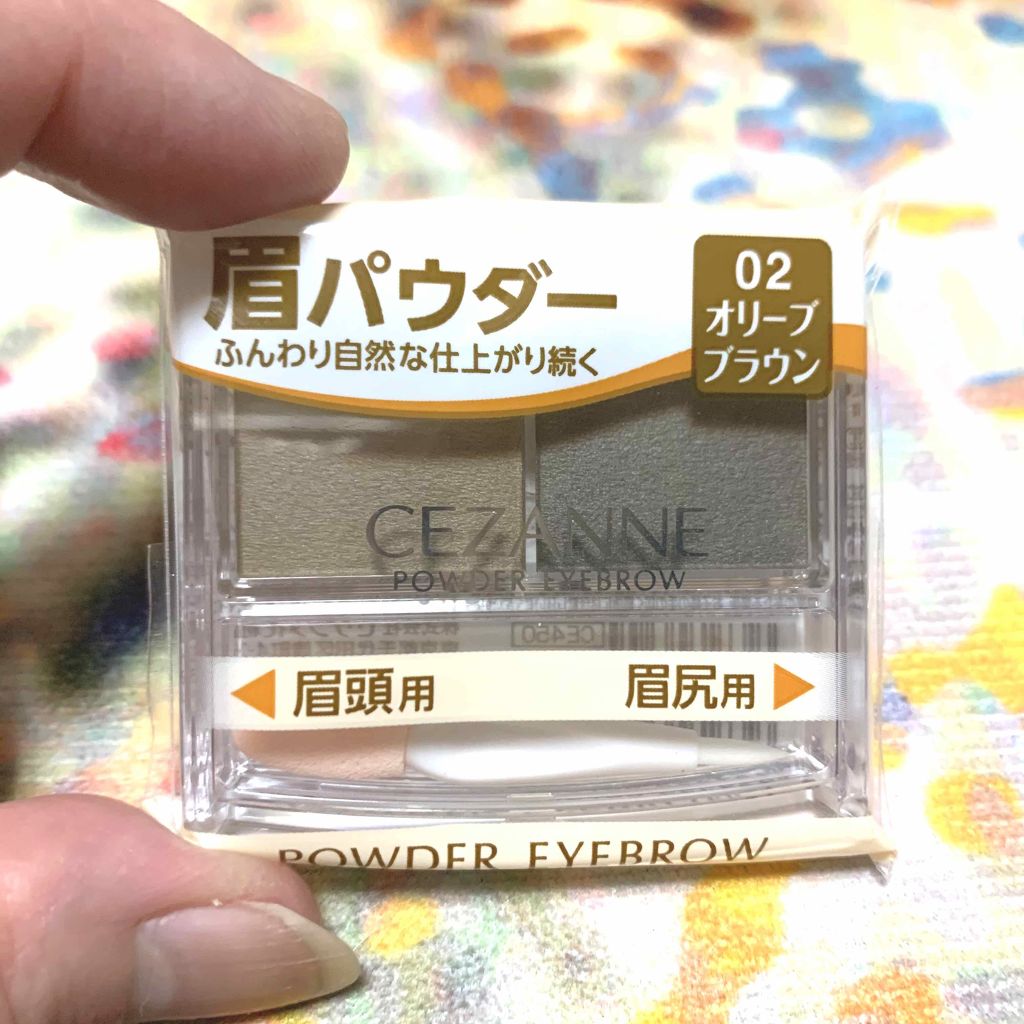 眉パウダー
ふんわり自然な仕上がり続く
02
オリーブ
ブラウン
CEZANNE
POWDER EYEBROW
CE450
眉頭用
眉尻用
POWDER EYEBROW